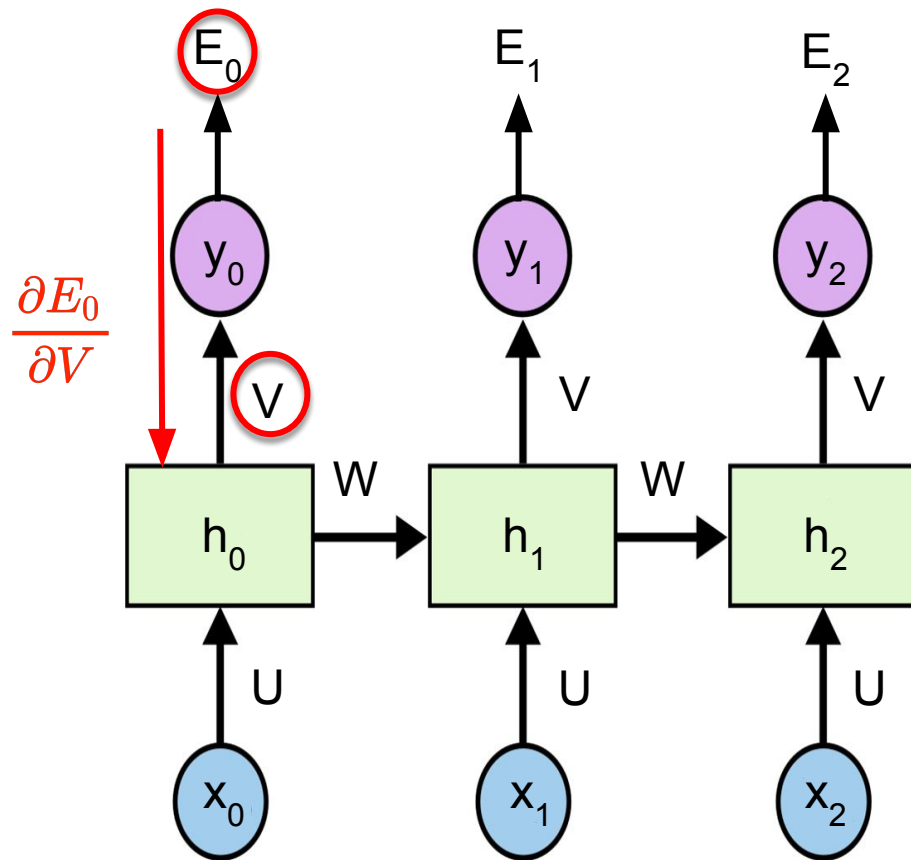 E₀ E₁ E₂
y₀ y₁ y₂
∂E₀
∂V
V V V
W W
h₀ h₁ h₂
U U U
x₀ x₁ x₂